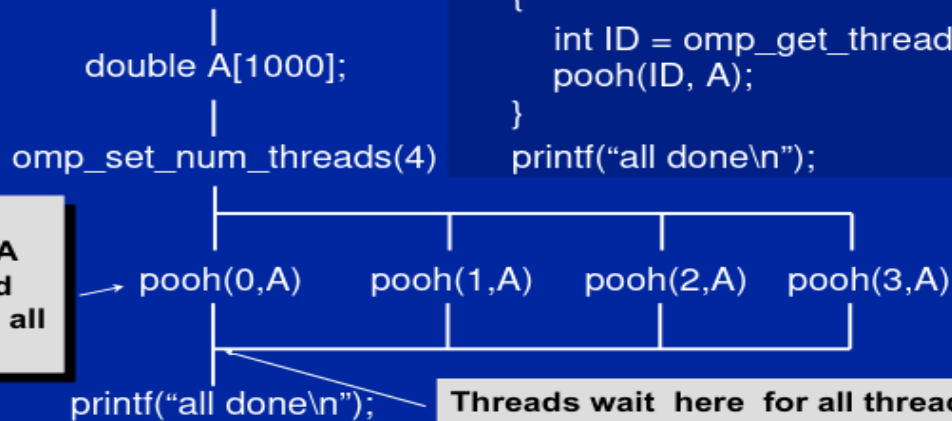 {
int ID = omp_get_thread
pooh(ID, A);
}
printf(“all done\n”);
double A[1000];
omp_set_num_threads(4)
A
d
all
pooh(0,A) pooh(1,A) pooh(2,A) pooh(3,A)
printf(“all done\n”);
Threads wait here for all threa